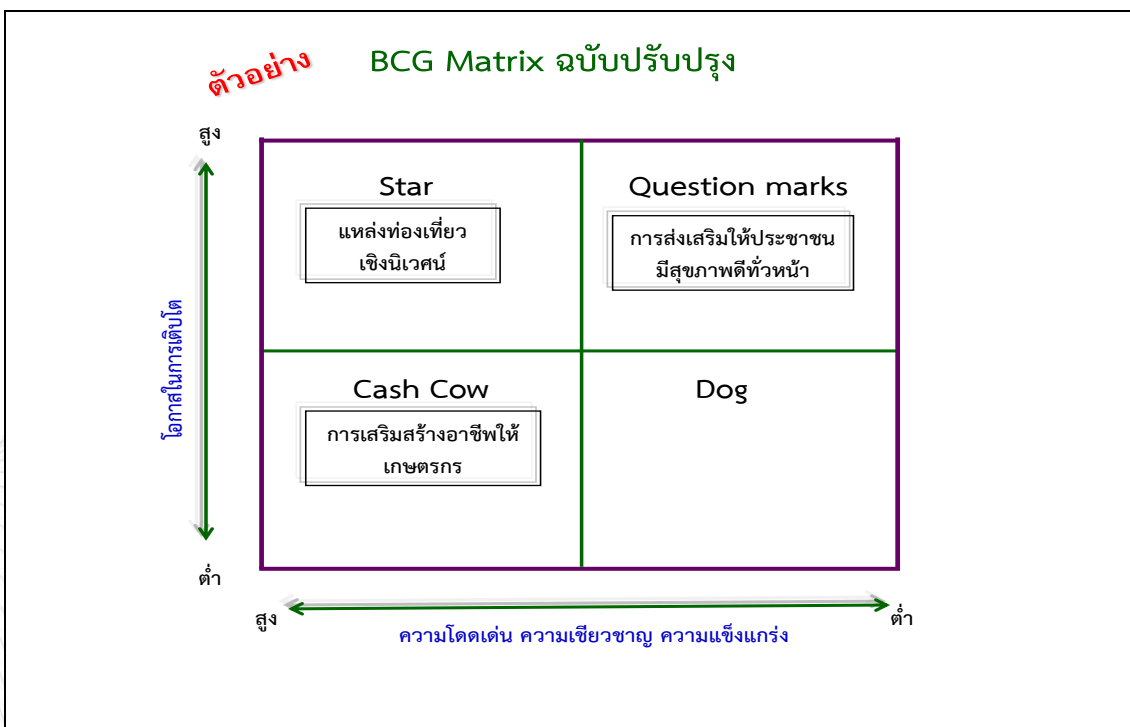 ตัวอย่าง
BCG Matrix ฉบับปรับปรุง
สูง
Star
แหล่งท่องเที่ยว
เชิงนิเวศน์
Question marks
การส่งเสริมให้ประชาชน
มีสุขภาพดีทั่วหน้า
โอกาสในการเติบโต
Cash Cow
การเสริมสร้างอาชีพให้
เกษตรกร
Dog
ต่ำ
สูง
ต่ำ
ความโดดเด่น ความเชียวชาญ ความแข็งแกร่ง